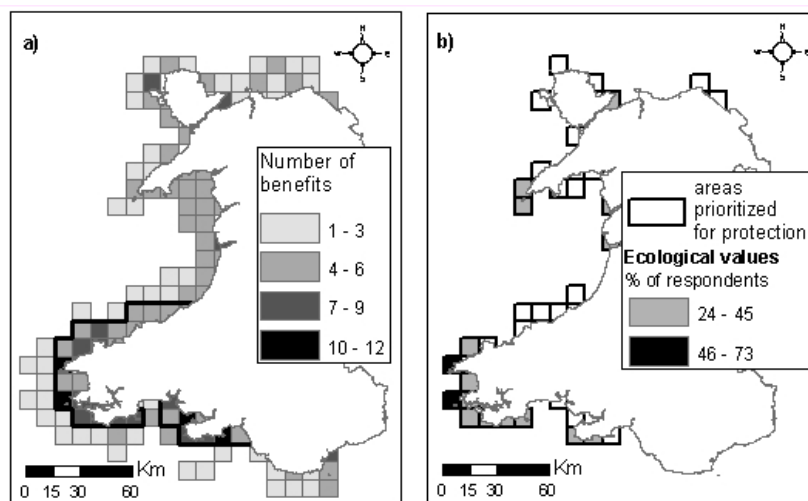 a)
N
S
Number of
benefits
1 - 3
4 - 6
7 - 9
10 - 12
Km
0 15 30 60
b)
N
S
areas
prioritized
for protection
Ecological values
% of respondents
24 - 45
46 - 73
Km
0 15 30 60